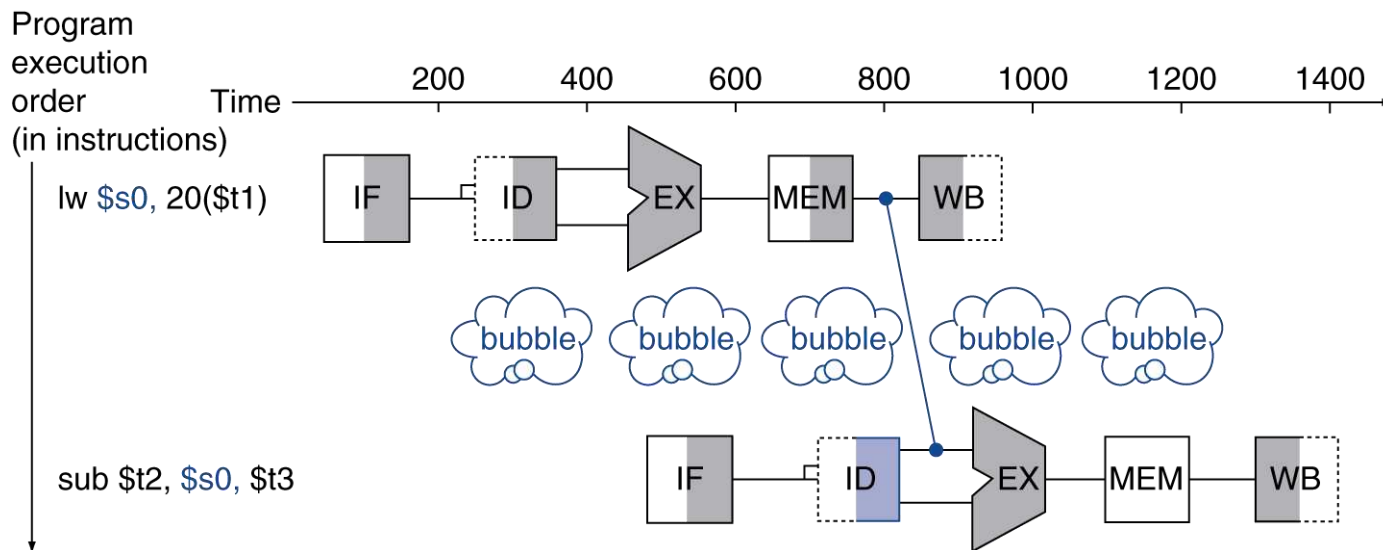 Program
execution
order
(in instructions)
Time
200 400 600 800 1000 1200 1400
lw $s0, 20($t1)
IF ID EX MEM WB
bubble bubble bubble bubble bubble
sub $t2, $s0, $t3
IF ID EX MEM WB